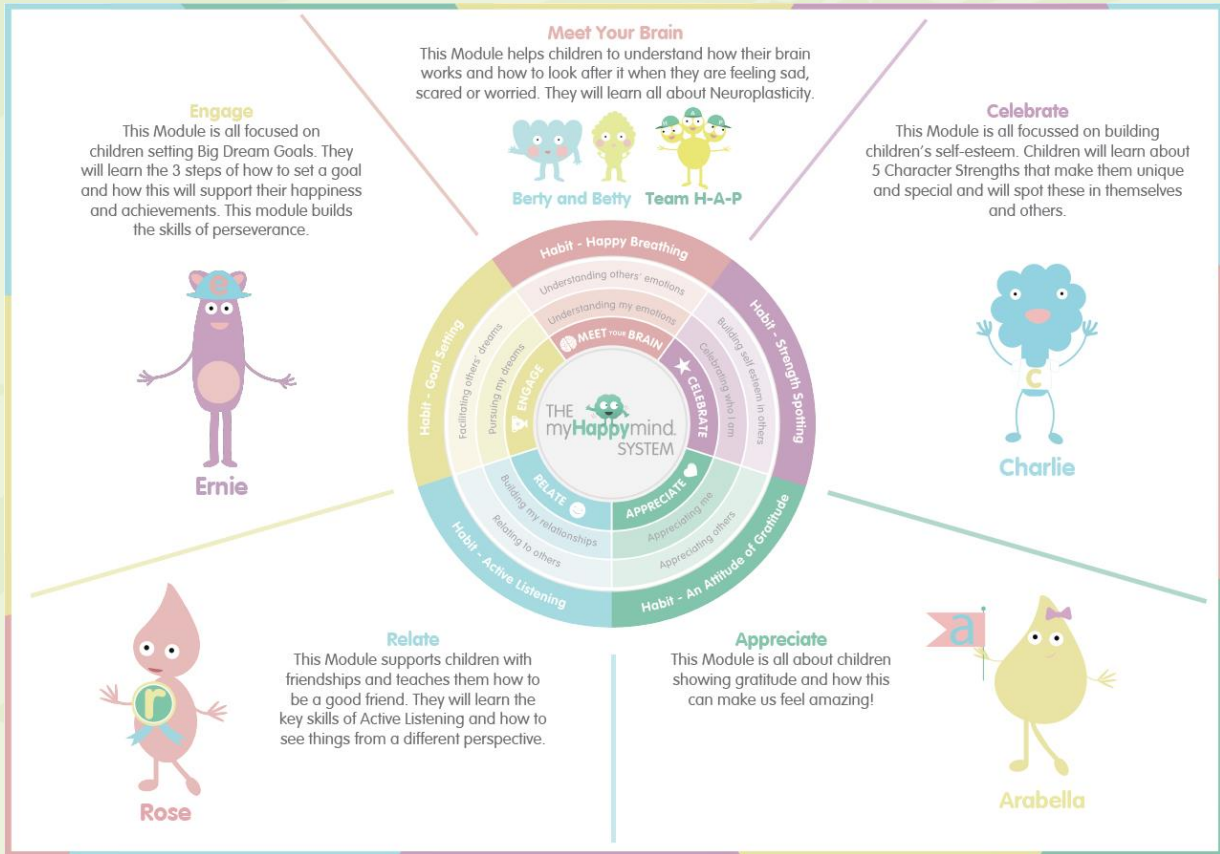 Meet Your Brain
This Module helps children to understand how their brain
works and how to look after it when they are feeling sad,
scared or worried. They will learn all about Neuroplasticity.
Berty and Betty
Team H-A-P
Engage
This Module is all focused on
children setting Big Dream Goals. They
will learn the 3 steps of how to set a goal
and how this will support their happiness
and achievements. This module builds
the skills of perseverance.
e
Ernie
Celebrate
This Module is all focussed on building
children's self-esteem. Children will learn about
5 Character Strengths that make them unique
and special and will spot these in themselves
and others.
c
Charlie
Habit - Happy Breathing
Understanding others' emotions
Understanding my emotions
MEET YOUR BRAIN
Habit - Strength Spotting
Building self esteem in others
Celebrating who I am
CELEBRATE
Habit - An Attitude of Gratitude
Appreciating others
Appreciating me
APPRECIATE
Habit - Active Listening
Relating to others
Building my relationships
RELATE
Habit - Goal Setting
Facilitating others' dreams
Pursuing my dreams
ENGAGE
THE
myHappymind.
SYSTEM
r
Rose
Relate
This Module supports children with
friendships and teaches them how to
be a good friend. They will learn the
key skills of Active Listening and how to
see things from a different perspective.
Appreciate
This Module is all about children
showing gratitude and how this
can make us feel amazing!
a
Arabella